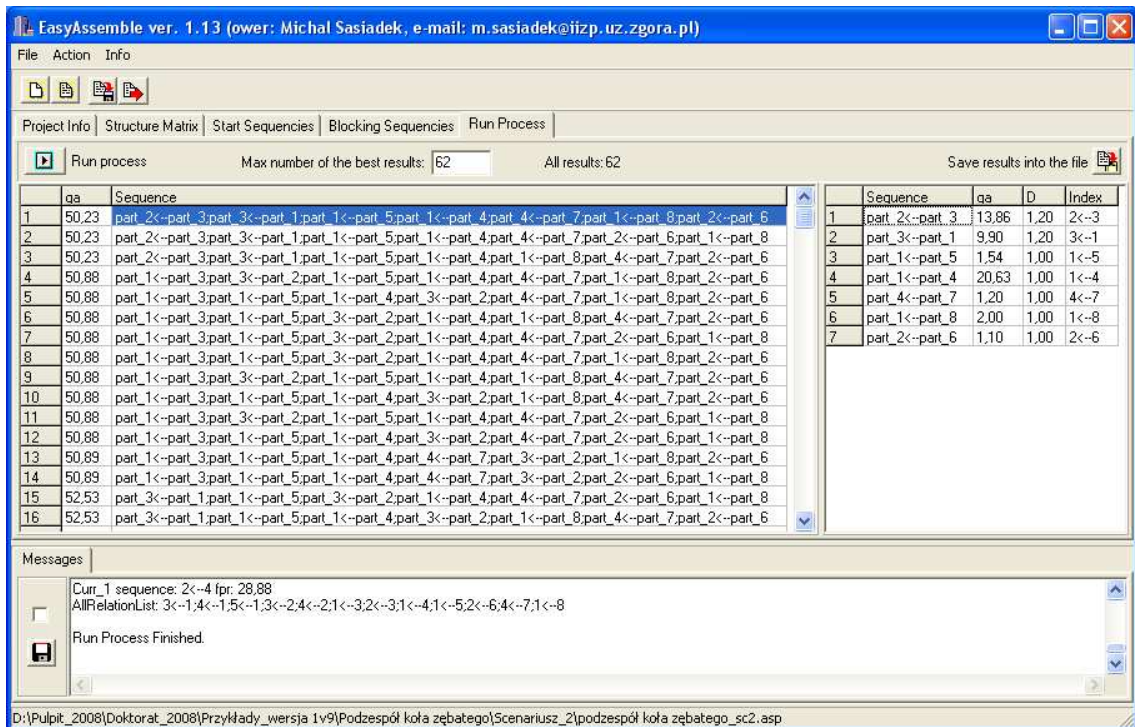 EasyAssemble ver. 1.13 (ower: Michal Sasiadek, e-mail: m.sasiadek@iizp.uz.zgora.pl)
File Action Info
Project Info Structure Matrix Start Sequencies Blocking Sequencies Run Process
Run process Max number of the best results: 62 All results: 62 Save results into the file
qa Sequence
1 50,23 part_2<--part_3;part_3<--part_1;part_1<--part_5;part_1<--part_4;part_4<--part_7;part_1<--part_8;part_2<--part_6
2 50,23 part_2<--part_3;part_3<--part_1;part_1<--part_5;part_1<--part_4;part_4<--part_7;part_2<--part_6;part_1<--part_8
3 50,23 part_2<--part_3;part_3<--part_1;part_1<--part_5;part_1<--part_4;part_1<--part_8;part_4<--part_7;part_2<--part_6
4 50,88 part_1<--part_3;part_3<--part_2;part_1<--part_5;part_1<--part_4;part_4<--part_7;part_1<--part_8;part_2<--part_6
5 50,88 part_1<--part_3;part_1<--part_5;part_1<--part_4;part_3<--part_2;part_4<--part_7;part_1<--part_8;part_2<--part_6
6 50,88 part_1<--part_3;part_1<--part_5;part_3<--part_2;part_1<--part_4;part_1<--part_8;part_4<--part_7;part_2<--part_6
7 50,88 part_1<--part_3;part_1<--part_5;part_3<--part_2;part_1<--part_4;part_4<--part_7;part_2<--part_6;part_1<--part_8
8 50,88 part_1<--part_3;part_1<--part_5;part_3<--part_2;part_1<--part_4;part_4<--part_7;part_1<--part_8;part_2<--part_6
9 50,88 part_1<--part_3;part_3<--part_2;part_1<--part_5;part_1<--part_4;part_1<--part_8;part_4<--part_7;part_2<--part_6
10 50,88 part_1<--part_3;part_1<--part_5;part_1<--part_4;part_3<--part_2;part_1<--part_8;part_4<--part_7;part_2<--part_6
11 50,88 part_1<--part_3;part_3<--part_2;part_1<--part_5;part_1<--part_4;part_4<--part_7;part_2<--part_6;part_1<--part_8
12 50,88 part_1<--part_3;part_1<--part_5;part_1<--part_4;part_3<--part_2;part_4<--part_7;part_2<--part_6;part_1<--part_8
13 50,89 part_1<--part_3;part_1<--part_5;part_1<--part_4;part_4<--part_7;part_3<--part_2;part_1<--part_8;part_2<--part_6
14 50,89 part_1<--part_3;part_1<--part_5;part_1<--part_4;part_4<--part_7;part_3<--part_2;part_2<--part_6;part_1<--part_8
15 52,53 part_3<--part_1;part_1<--part_5;part_3<--part_2;part_1<--part_4;part_4<--part_7;part_2<--part_6;part_1<--part_8
16 52,53 part_3<--part_1;part_1<--part_5;part_1<--part_4;part_3<--part_2;part_1<--part_8;part_4<--part_7;part_2<--part_6
Sequence qa D Index
1 part_2<--part_3 13,86 1,20 2<--3
2 part_3<--part_1 9,90 1,20 3<--1
3 part_1<--part_5 1,54 1,00 1<--5
4 part_1<--part_4 20,63 1,00 1<--4
5 part_4<--part_7 1,20 1,00 4<--7
6 part_1<--part_8 2,00 1,00 1<--8
7 part_2<--part_6 1,10 1,00 2<--6
Messages
Curr_1 sequence: 2<--4 fpr: 28,88
AllRelationList: 3<--1;4<--1;5<--1;3<--2;4<--2;1<--3;2<--3;1<--4;1<--5;2<--6;4<--7;1<--8
Run Process Finished.
D:\Pulpit_2008\Doktorat_2008\Przykłady_wersja 1v9\Podzespół koła zębatego\Scenariusz_2\podzespół koła zębatego_sc2.asp